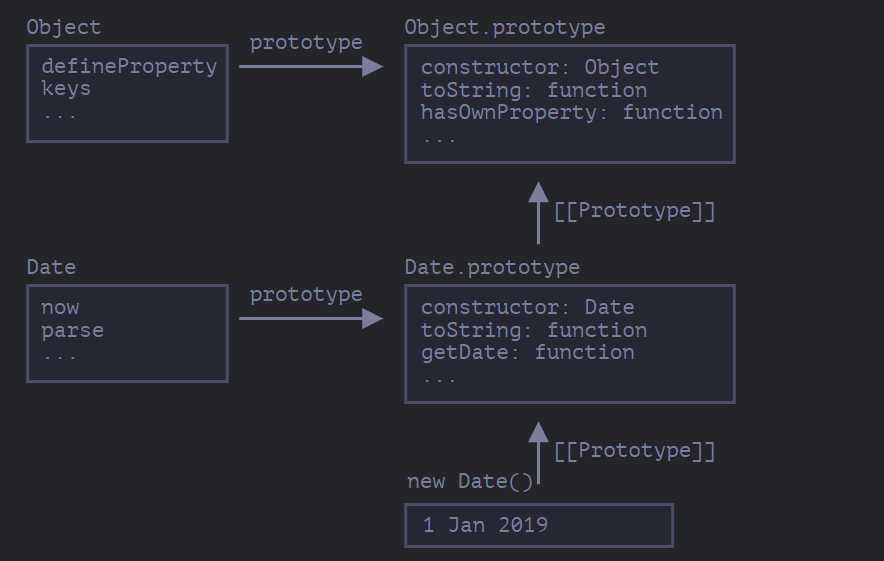 Object
prototype
Object.prototype
defineProperty
keys
...
constructor: Object
toString: function
hasOwnProperty: function
...
[[Prototype]]
Date
prototype
Date.prototype
now
parse
...
constructor: Date
toString: function
getDate: function
...
[[Prototype]]
new Date()
1 Jan 2019